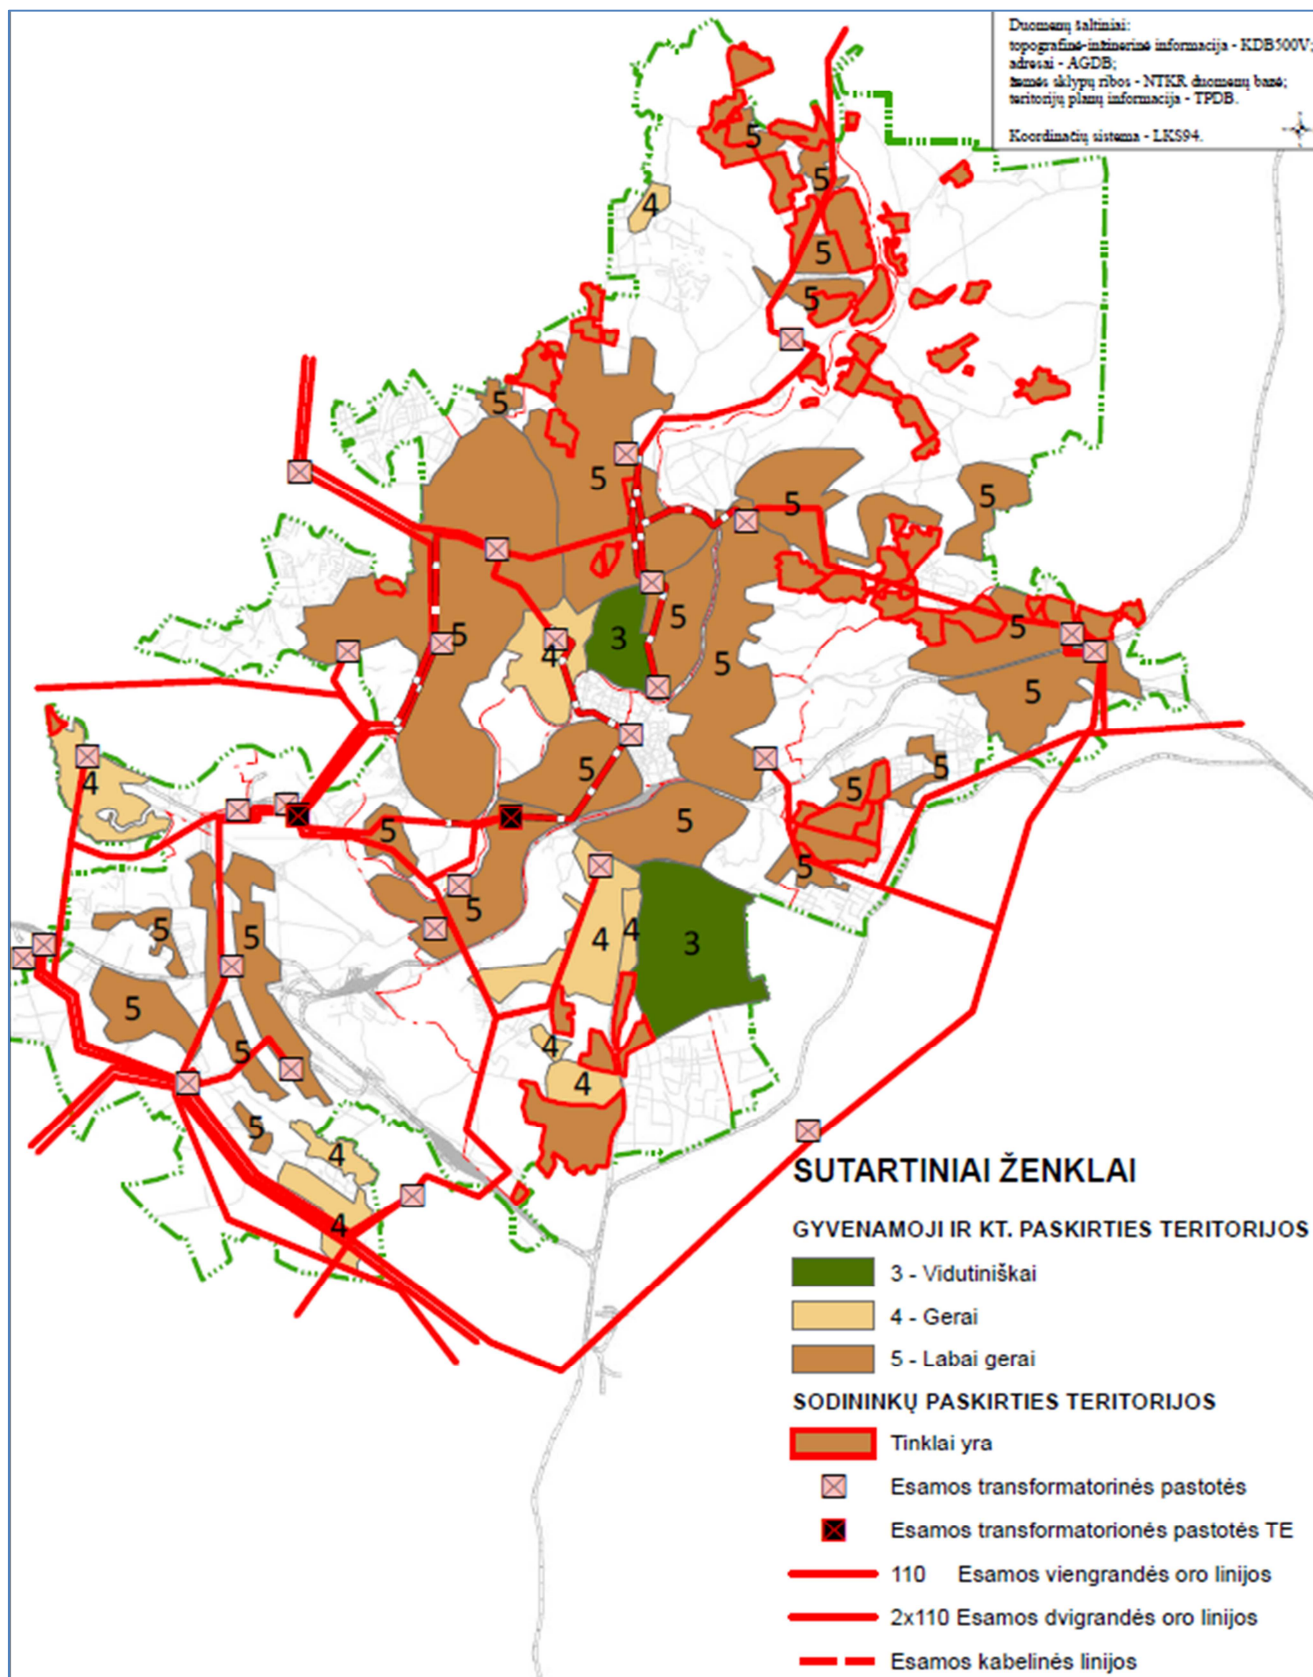 Duomenų šaltiniai:
topografinė-inžinerinė informacija - KDB500V;
adresai - AGDB;
žemės sklypų ribos - NTKR duomenų bazė;
teritorijų planų informacija - TPDB.
Koordinačių sistema - LKS94.
5
5
4
5
5
5
5
5
5
5
3
5
4
5
5
5
5
4
5
5
5
5
5
5
5
4
4
3
5
5
5
5
4
4
5
4
4
SUTARTINIAI ŽENKLAI
GYVENAMOJI IR KT. PASKIRTIES TERITORIJOS
3 - Vidutiniškai
4 - Gerai
5 - Labai gerai
SODININKŲ PASKIRTIES TERITORIJOS
Tinklai yra
Esamos transformatorinės pastotės
Esamos transformatorionės pastotės TE
110 Esamos viengrandės oro linijos
2x110 Esamos dvigrandės oro linijos
Esamos kabelinės linijos